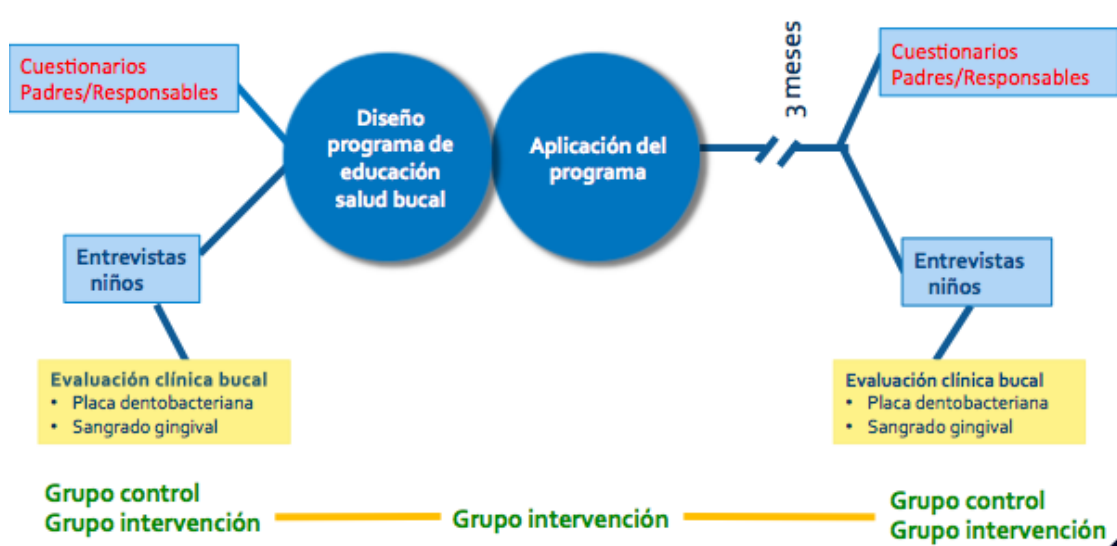 Cuestionarios
Padres/Responsables
Entrevistas
niños
Evaluación clínica bucal
• Placa dentobacteriana
• Sangrado gingival
Diseño
programa de
educación
salud bucal
Aplicación del
programa
3 meses
Cuestionarios
Padres/Responsables
Entrevistas
niños
Evaluación clínica bucal
• Placa dentobacteriana
• Sangrado gingival
Grupo control
Grupo intervención
Grupo intervención
Grupo control
Grupo intervención